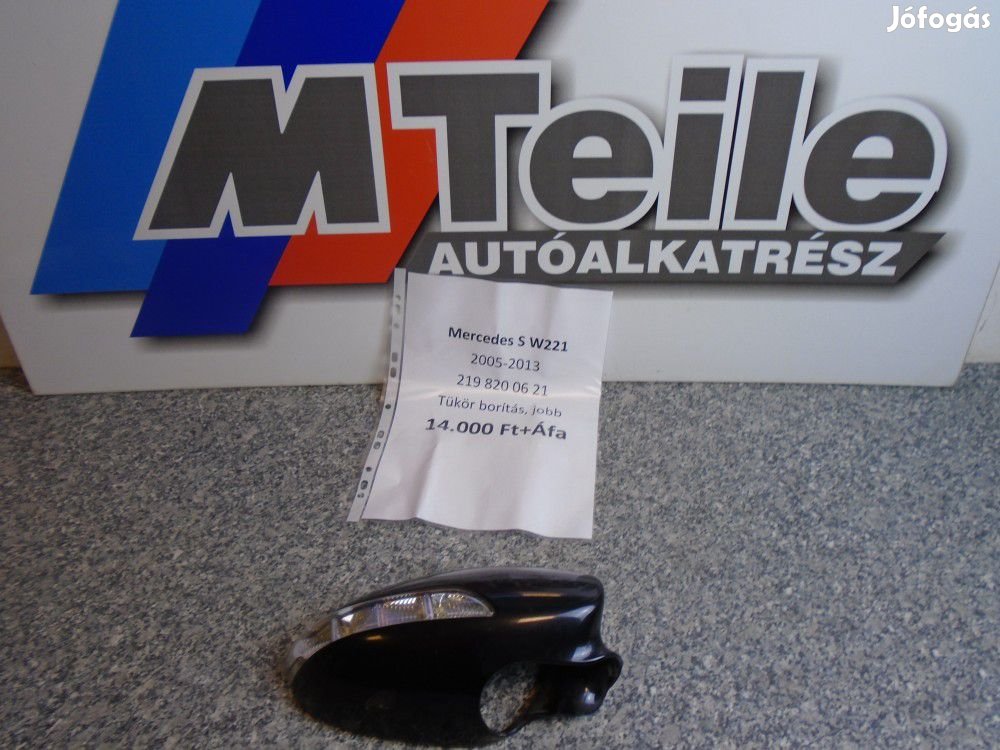 Jófogás
MTeile
AUTÓALKATRÉSZ
Mercedes S W221
2005-2013
219 820 06 21
Tükör borítás, jobb
14.000 Ft+Áfa